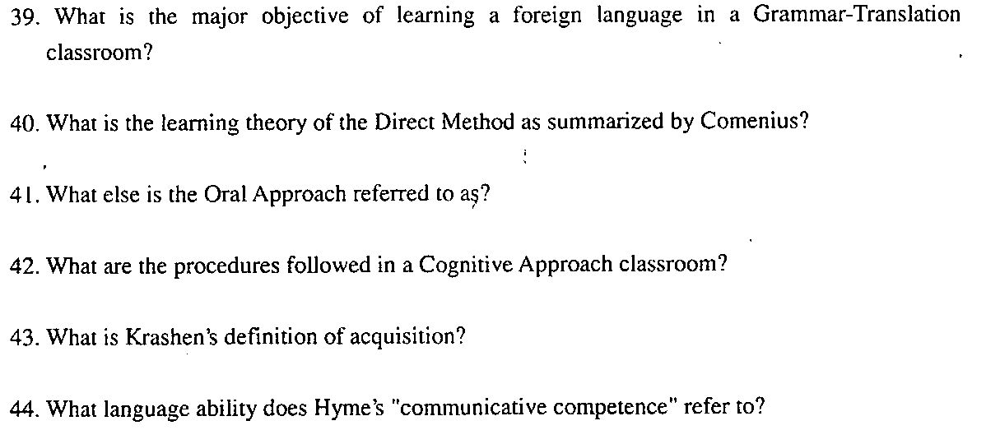 39. What is the major objective of learning a foreign language in a Grammar-Translation
classroom?
40. What is the learning theory of the Direct Method as summarized by Comenius?
41. What else is the Oral Approach referred to as?
42. What are the procedures followed in a Cognitive Approach classroom?
43. What is Krashen's definition of acquisition?
44. What language ability does Hyme's "communicative competence" refer to?